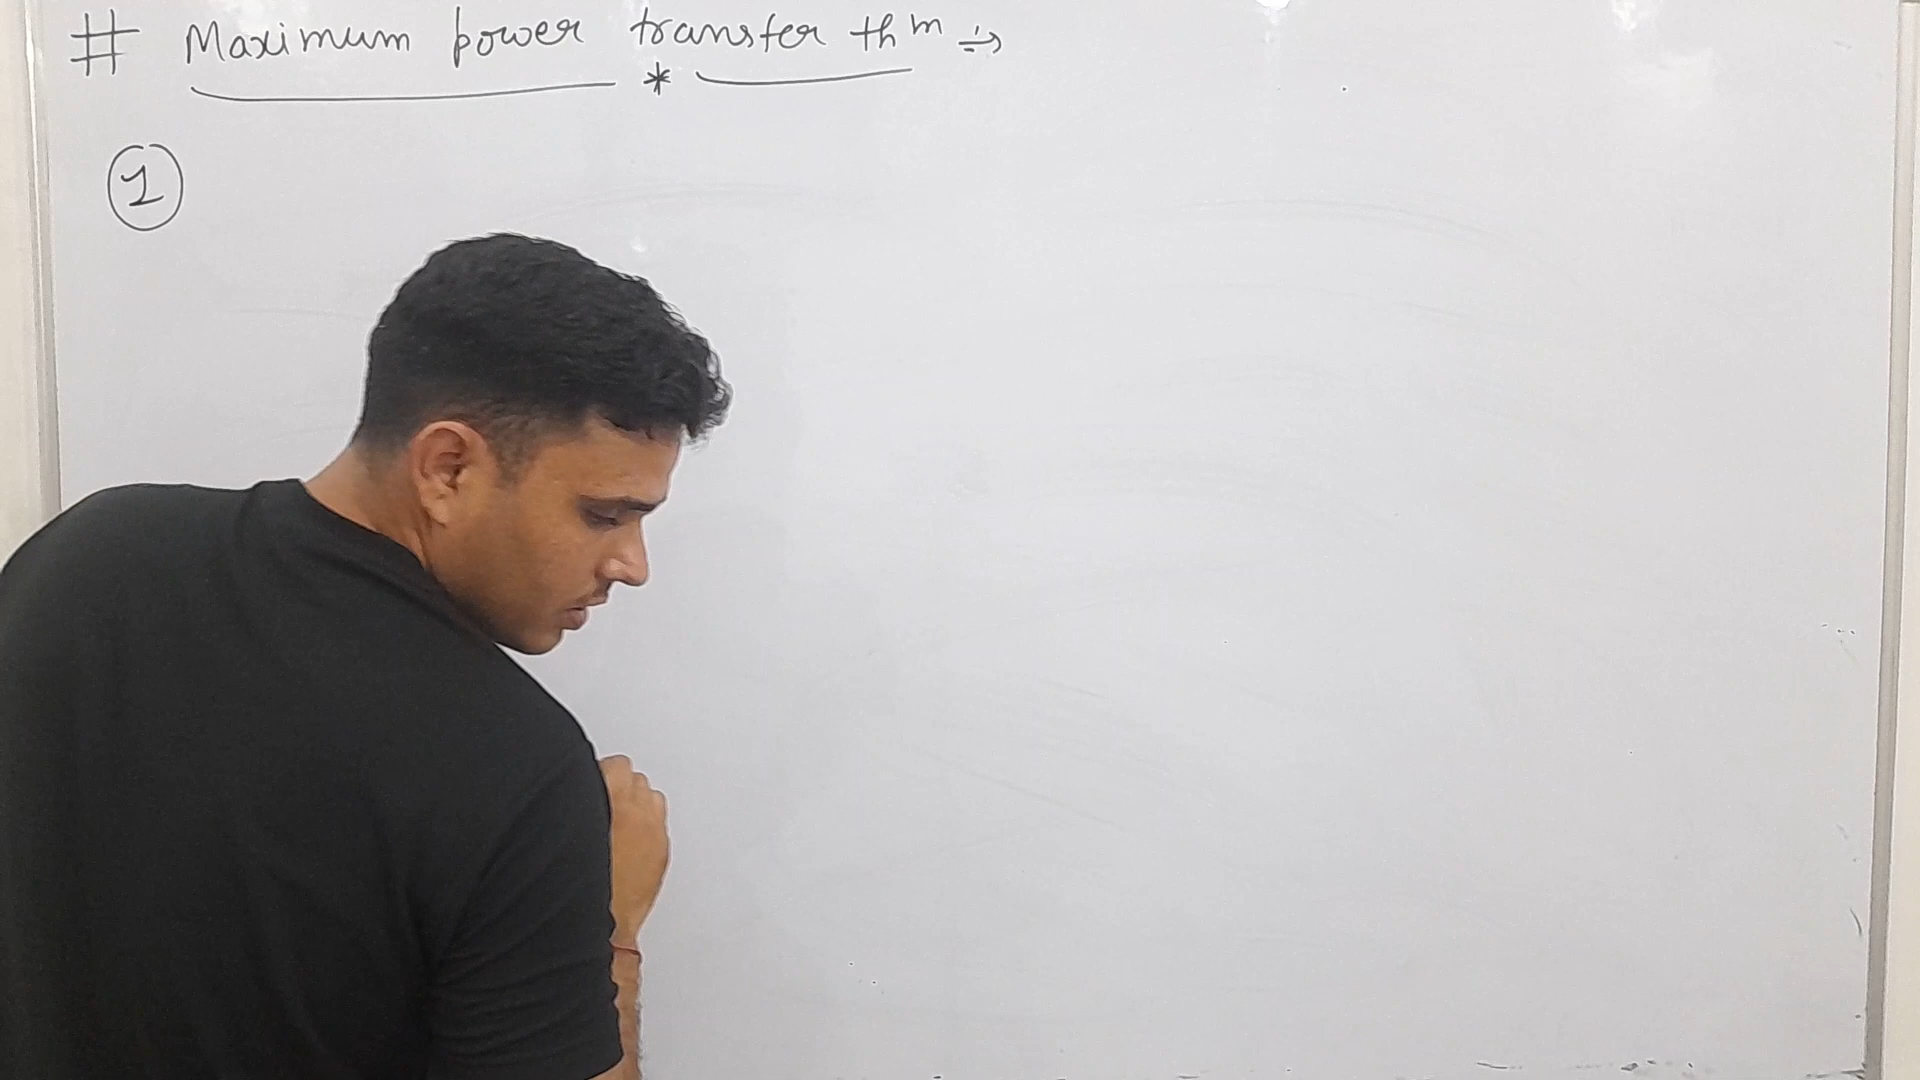 # Maximum power transfer thm ÷→
*
1